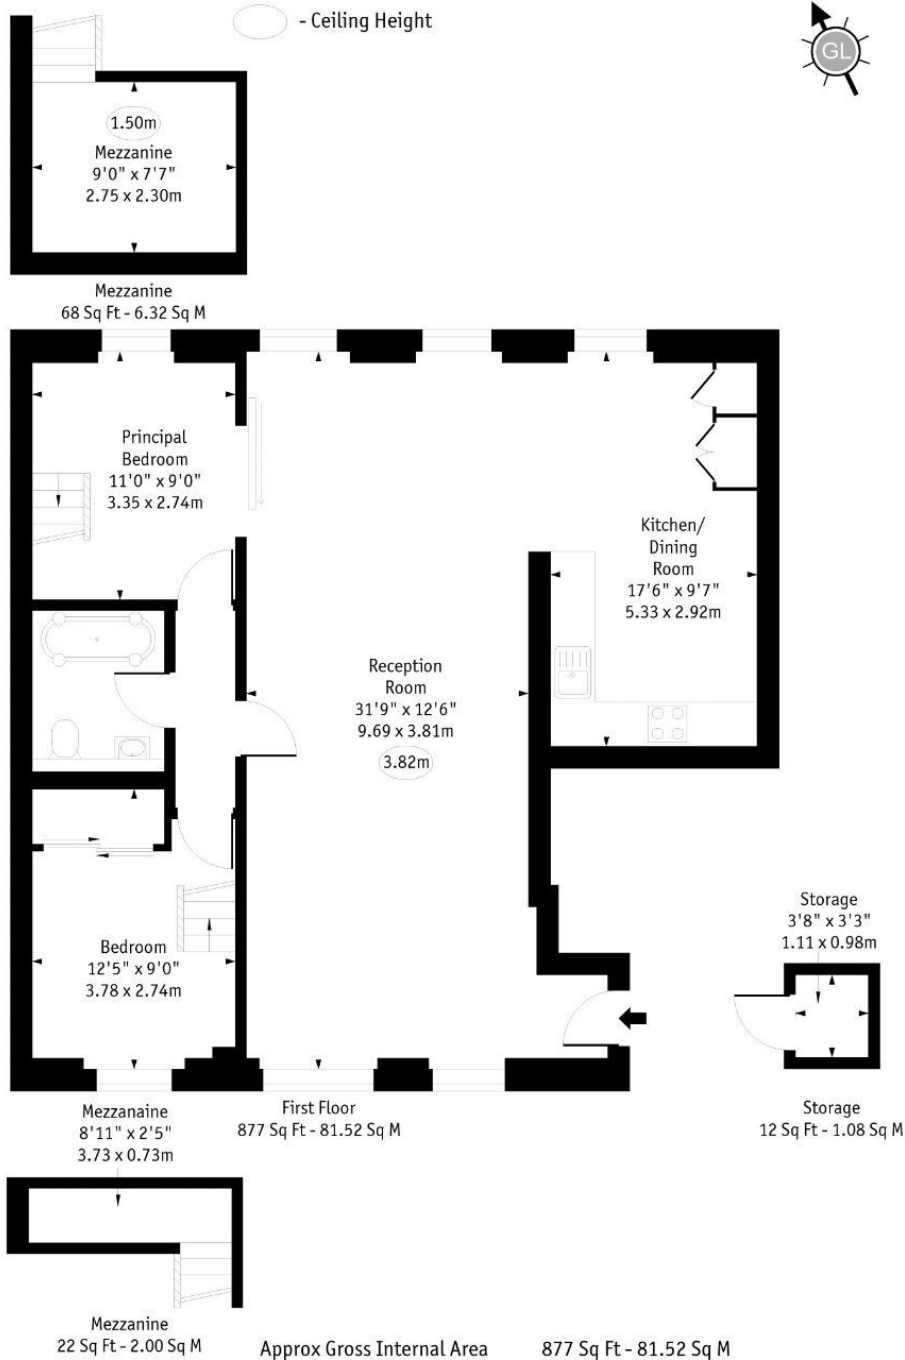 - Ceiling Height
GL
1.50m
Mezzanine
9'0" x 7'7"
2.75 x 2.30m
Mezzanine
68 Sq Ft - 6.32 Sq M
Principal
Bedroom
11'0" x 9'0"
3.35 x 2.74m
Kitchen/
Dining
Room
17'6" x 9'7"
5.33 x 2.92m
Reception
Room
31'9" x 12'6"
9.69 x 3.81m
3.82m
Bedroom
12'5" x 9'0"
3.78 x 2.74m
Storage
3'8" x 3'3"
1.11 x 0.98m
Mezzanaine
8'11" x 2'5"
3.73 x 0.73m
First Floor
877 Sq Ft - 81.52 Sq M
Storage
12 Sq Ft - 1.08 Sq M
Mezzanine
22 Sq Ft - 2.00 Sq M
Approx Gross Internal Area 877 Sq Ft - 81.52 Sq M